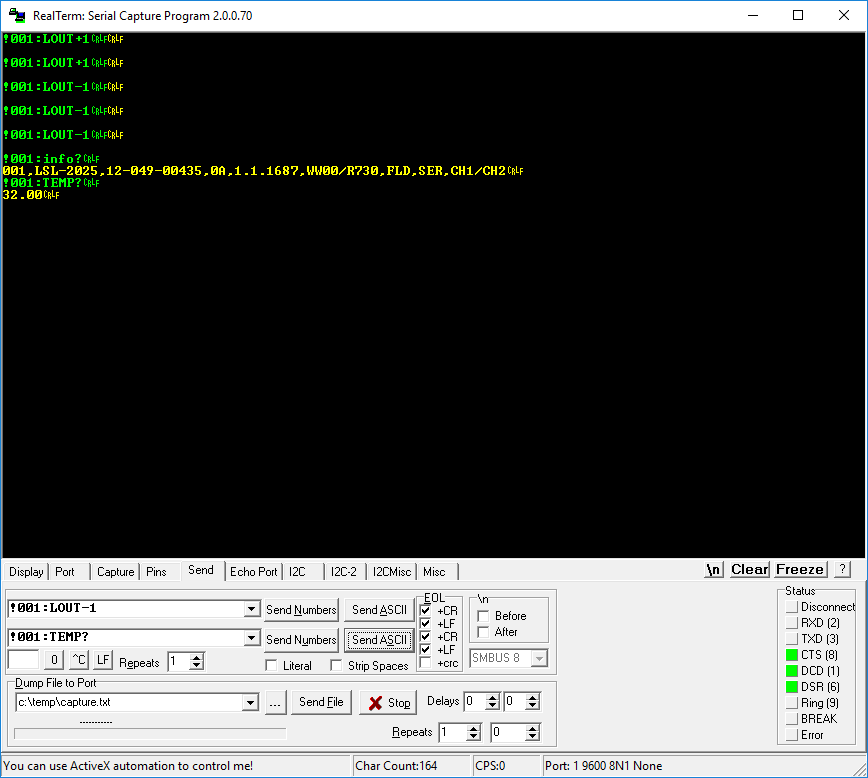 RealTerm: Serial Capture Program 2.0.0.70
!001:LOUT+1CRLFCRLF
!001:LOUT+1CRLFCRLF
!001:LOUT-1CRLFCRLF
!001:LOUT-1CRLFCRLF
!001:LOUT-1CRLFCRLF
!001:info?CRLF
001,LSL-2025,12-049-00435,0A,1.1.1687,WW00/R730,FLD,SER,CH1/CH2CRLF
!001:TEMP?CRLF
32.00CRLF
Display Port Capture Pins Send Echo Port I2C I2C-2 I2CMisc Misc \n Clear Freeze ?
!001:LOUT-1 Send Numbers Send ASCII
!001:TEMP? Send Numbers Send ASCII
0 ^C LF Repeats 1 Literal Strip Spaces
EOL
+CR
+LF
+CR
+LF
+crc
\n
Before
After
SMBUS 8
Dump File to Port
c:\temp\capture.txt ... Send File Stop Delays 0 0
Repeats 1 0
Status
Disconnect
RXD (2)
TXD (3)
CTS (8)
DCD (1)
DSR (6)
Ring (9)
BREAK
Error
You can use ActiveX automation to control me! Char Count:164 CPS:0 Port: 1 9600 8N1 None